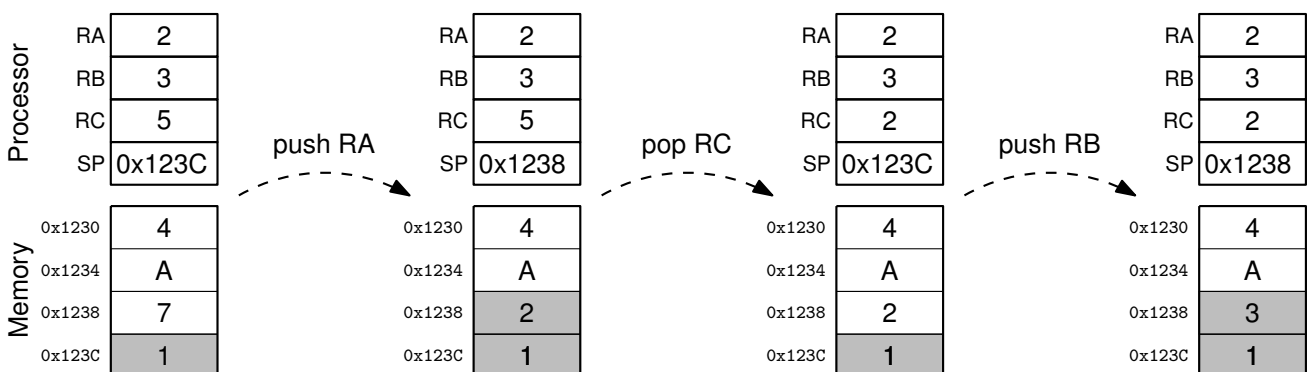 RA 2 RA 2 RA 2 RA 2
RB 3 RB 3 RB 3 RB 3
RC 5 RC 5 RC 2 RC 2
SP 0x123C SP 0x1238 SP 0x123C SP 0x1238
Processor
push RA pop RC push RB
0x1230 4 0x1230 4 0x1230 4 0x1230 4
0x1234 A 0x1234 A 0x1234 A 0x1234 A
0x1238 7 0x1238 2 0x1238 2 0x1238 3
0x123C 1 0x123C 1 0x123C 1 0x123C 1
Memory